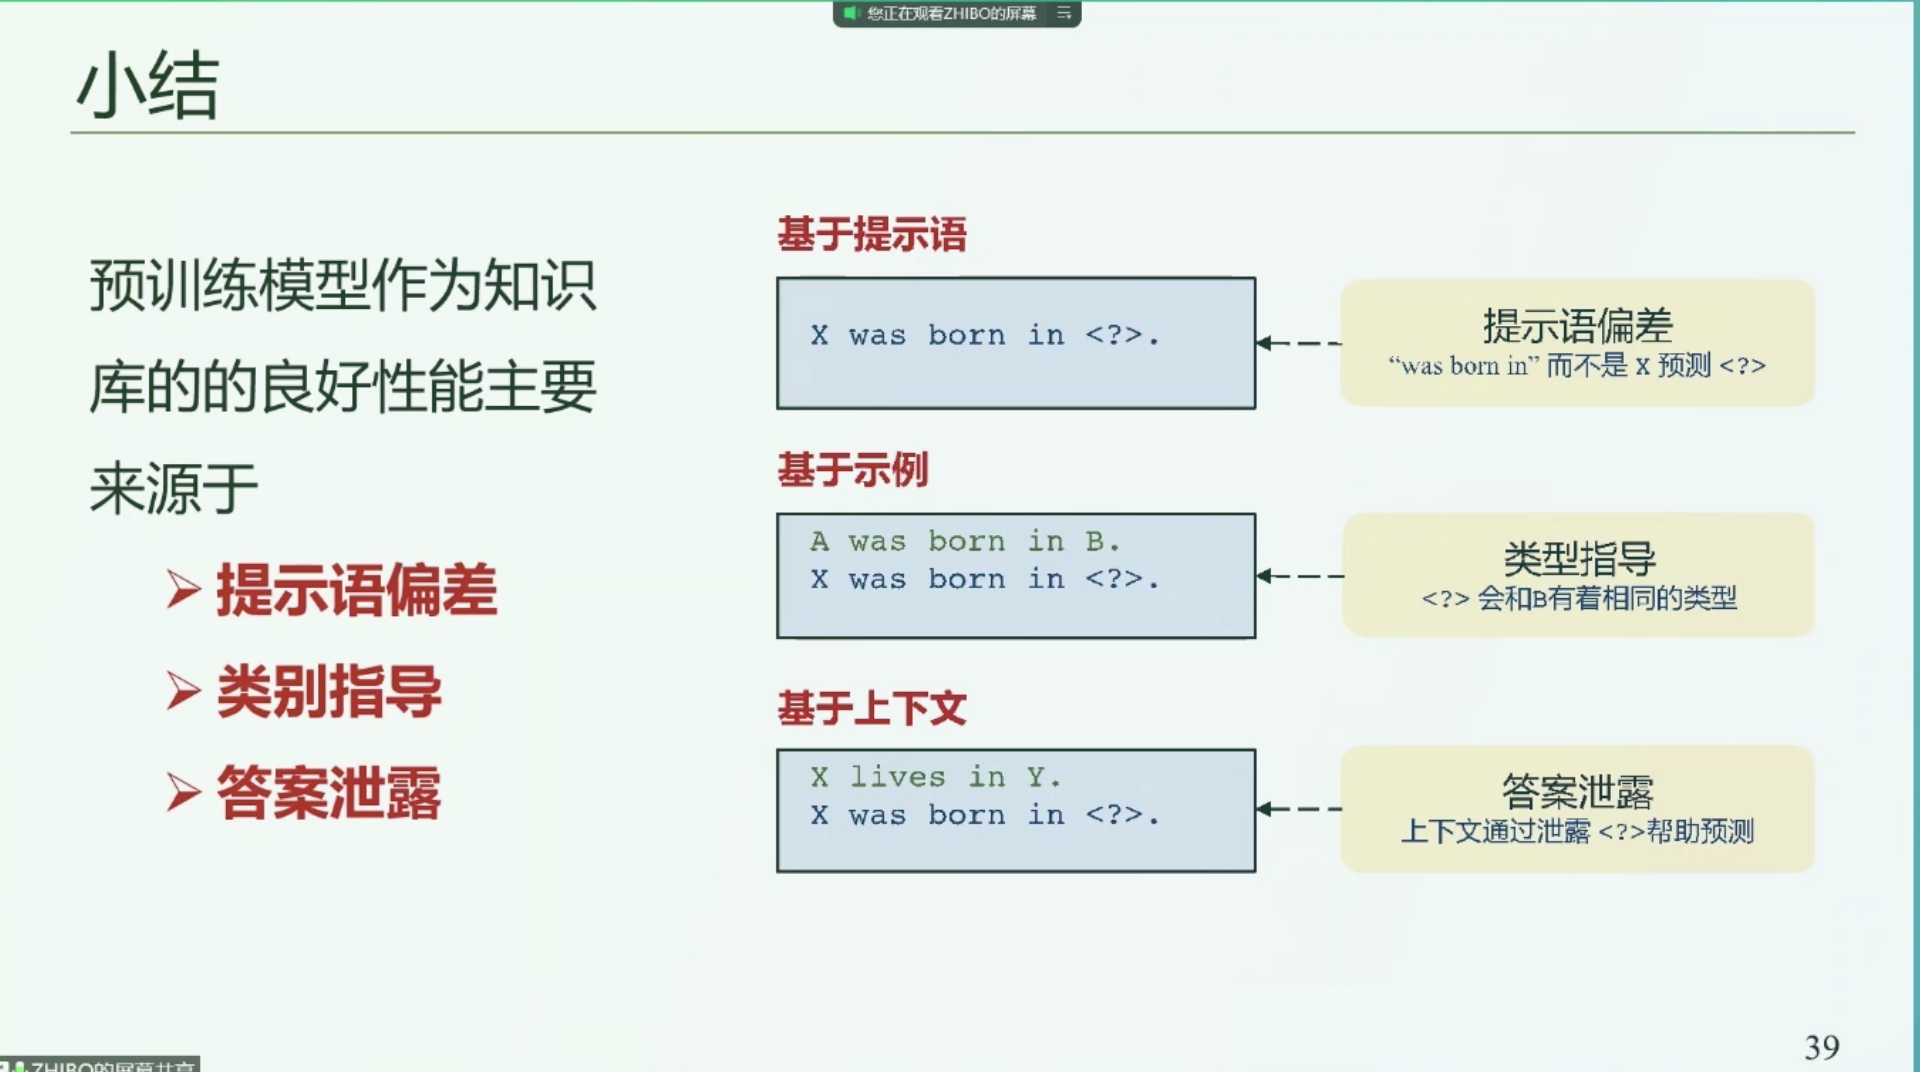 您正在观看ZHIBO的屏幕
小结
预训练模型作为知识
库的的良好性能主要
来源于
提示语偏差
类别指导
答案泄露
基于提示语
X was born in <?>.
提示语偏差
“was born in” 而不是 X 预测 <?>
基于示例
A was born in B.
X was born in <?>.
类型指导
<?> 会和B有着相同的类型
基于上下文
X lives in Y.
X was born in <?>.
答案泄露
上下文通过泄露 <?>帮助预测
39
ZHIBO的屏幕共享